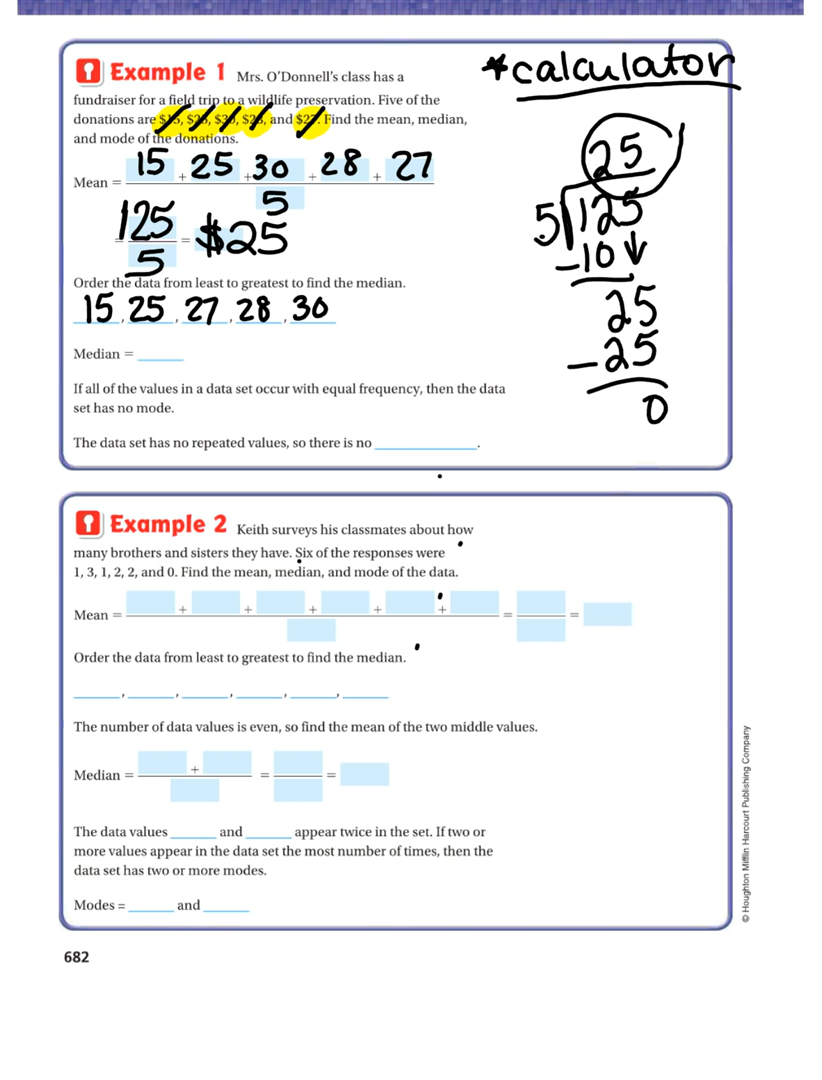 Example 1 Mrs. O'Donnell's class has a
fundraiser for a field trip to a wildlife preservation. Five of the
donations are $15, $25, $30, $28, and $27. Find the mean, median,
and mode of the donations.
Mean = 15 + 25 + 30 + 28 + 27
5
= 125 = $25
5
Order the data from least to greatest to find the median.
15, 25, 27, 28, 30
Median =
If all of the values in a data set occur with equal frequency, then the data
set has no mode.
The data set has no repeated values, so there is no .
*calculator
25
5 125
-10↓
25
-25
0
Example 2 Keith surveys his classmates about how
many brothers and sisters they have. Six of the responses were
1, 3, 1, 2, 2, and 0. Find the mean, median, and mode of the data.
Mean = + + + + + = =
Order the data from least to greatest to find the median.
, , , , ,
The number of data values is even, so find the mean of the two middle values.
Median = + = =
The data values and appear twice in the set. If two or
more values appear in the data set the most number of times, then the
data set has two or more modes.
Modes = and
© Houghton Mifflin Harcourt Publishing Company
682